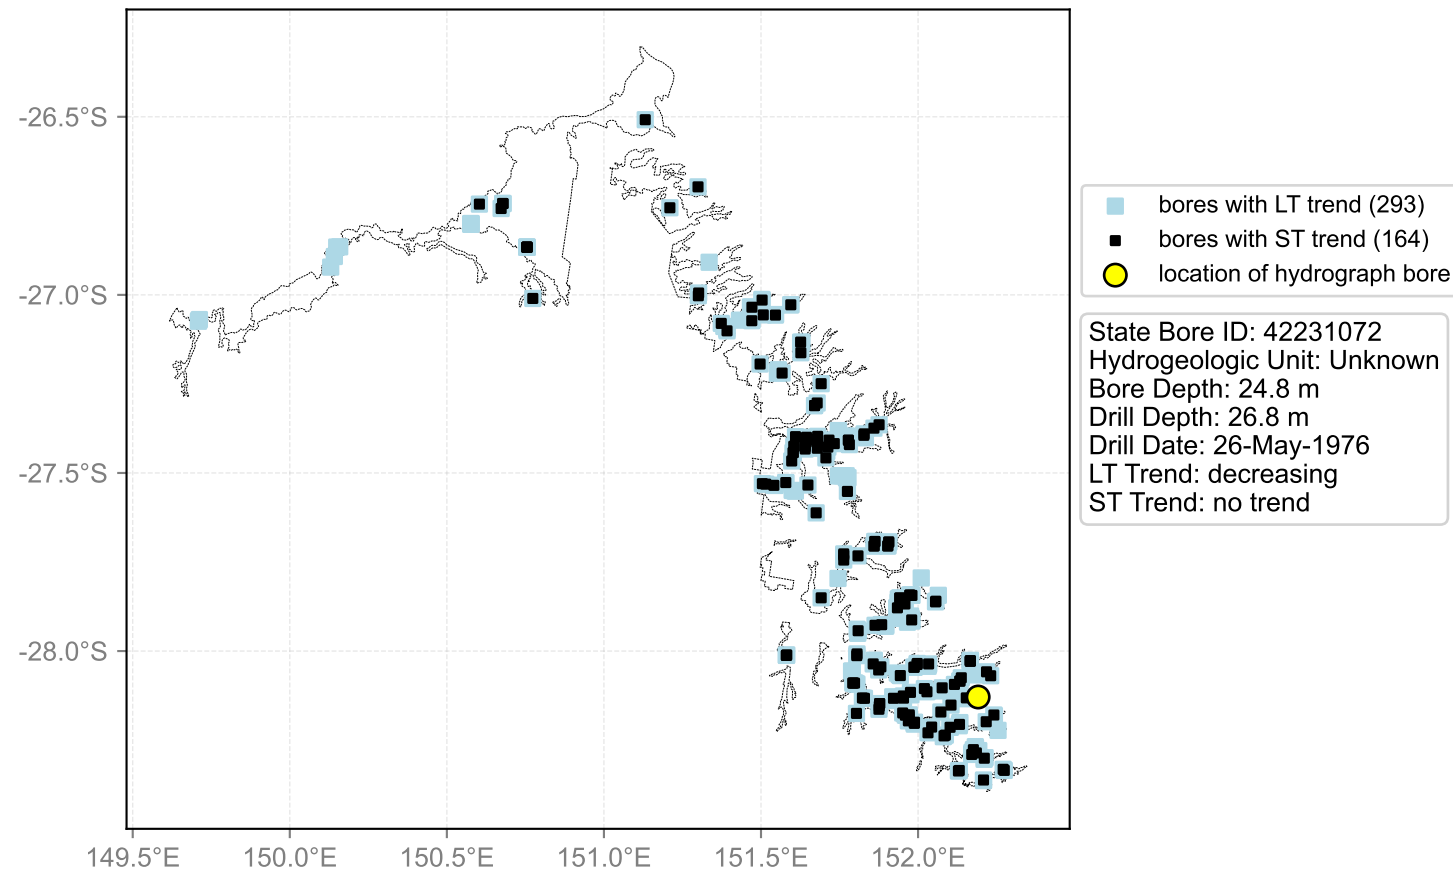 -26.5°S
-27.0°S
-27.5°S
-28.0°S
149.5°E 150.0°E 150.5°E 151.0°E 151.5°E 152.0°E
bores with LT trend (293)
bores with ST trend (164)
location of hydrograph bore
State Bore ID: 42231072
Hydrogeologic Unit: Unknown
Bore Depth: 24.8 m
Drill Depth: 26.8 m
Drill Date: 26-May-1976
LT Trend: decreasing
ST Trend: no trend